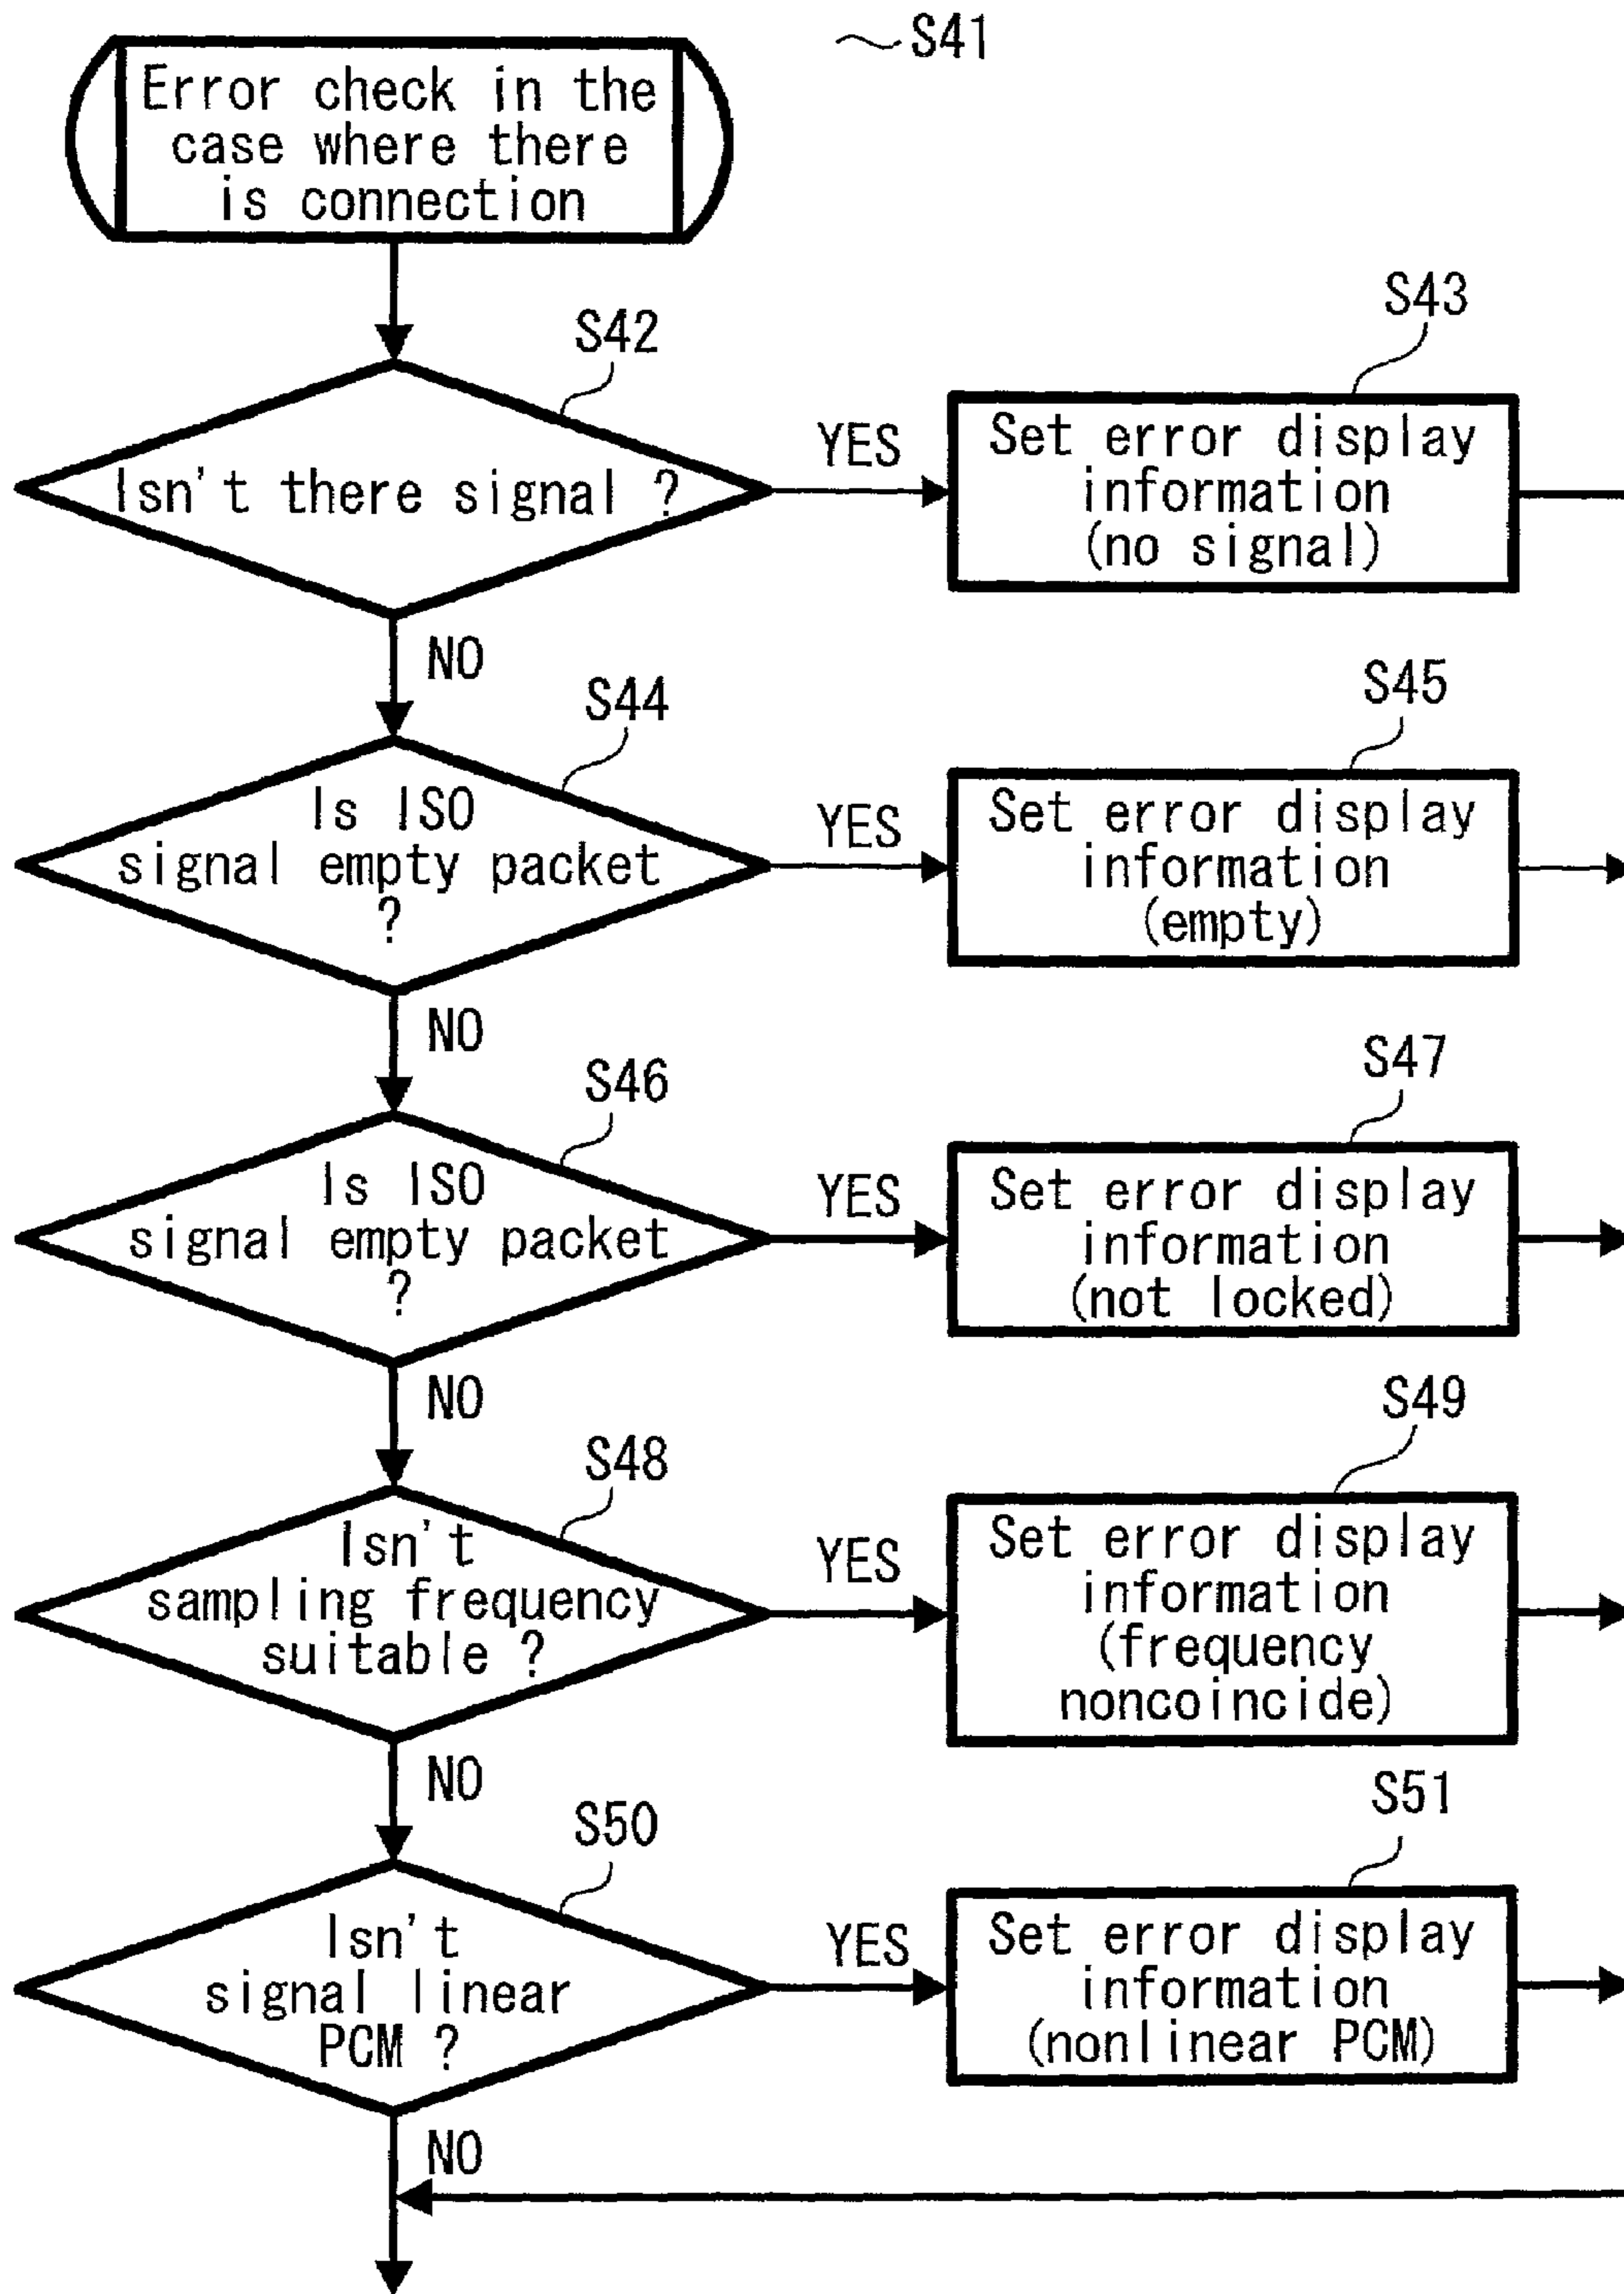 S41
Error check in the
case where there
is connection
S42
Isn't there signal ?
YES
S43
Set error display
information
(no signal)
NO
S44
Is ISO
signal empty packet
?
YES
S45
Set error display
information
(empty)
NO
S46
Is ISO
signal empty packet
?
YES
S47
Set error display
information
(not locked)
NO
S48
Isn't
sampling frequency
suitable ?
YES
S49
Set error display
information
(frequency
noncoincide)
NO
S50
Isn't
signal linear
PCM ?
YES
S51
Set error display
information
(nonlinear PCM)
NO